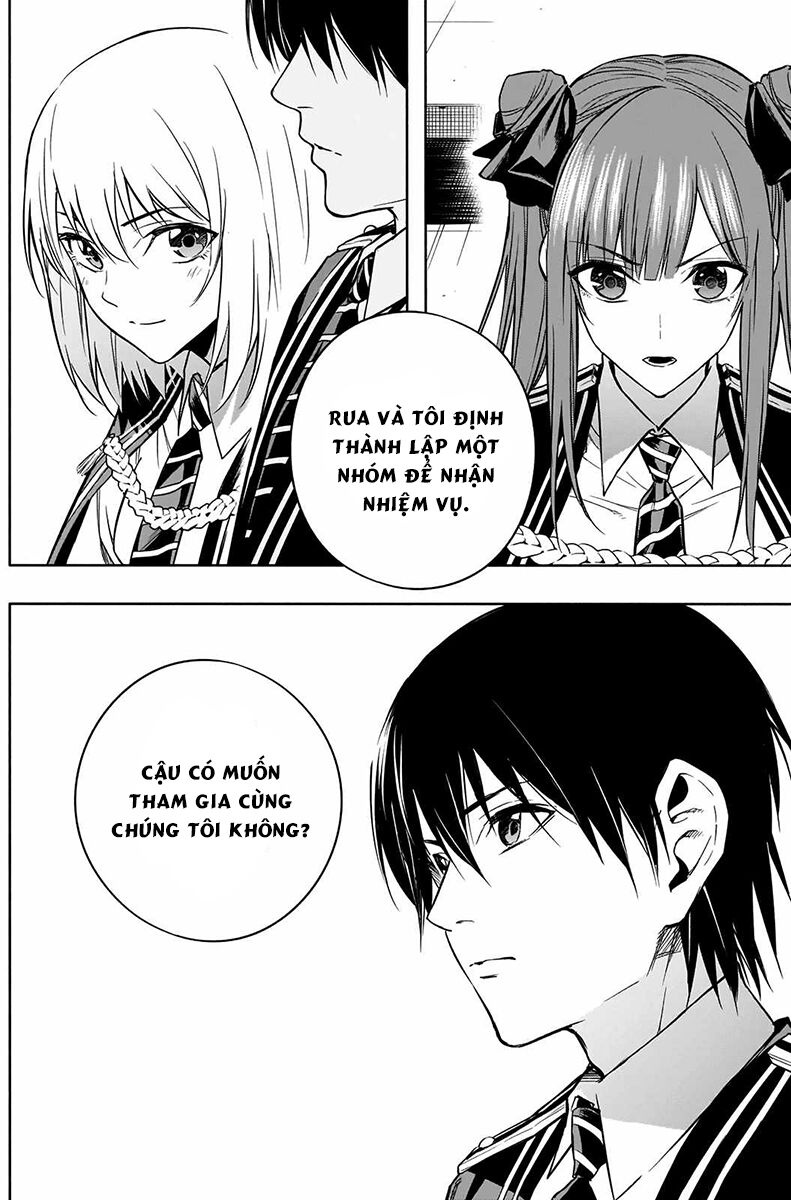 RUA VÀ TÔI ĐỊNH
THÀNH LẬP MỘT
NHÓM ĐỂ NHẬN
NHIỆM VỤ.
CẬU CÓ MUỐN
THAM GIA CÙNG
CHÚNG TÔI KHÔNG?